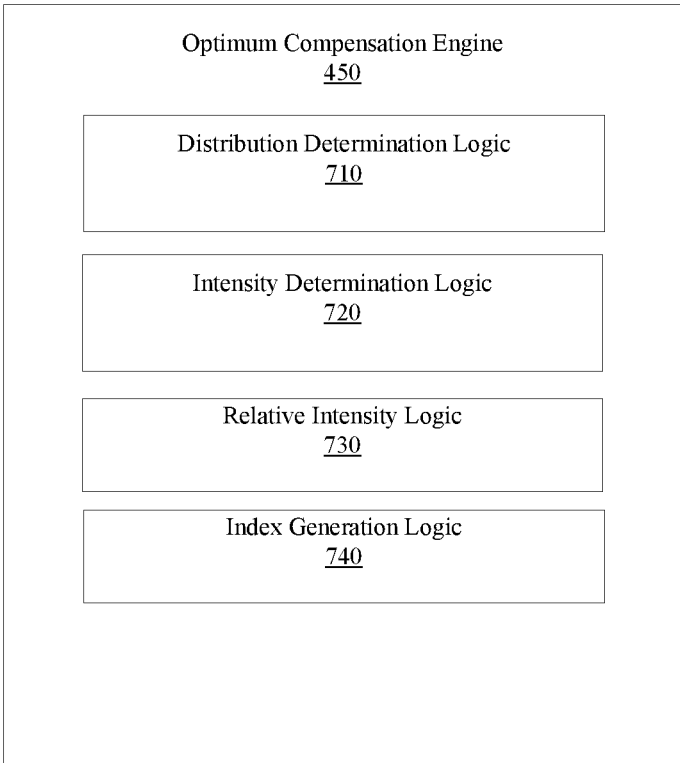 Optimum Compensation Engine
450
Distribution Determination Logic
710
Intensity Determination Logic
720
Relative Intensity Logic
730
Index Generation Logic
740